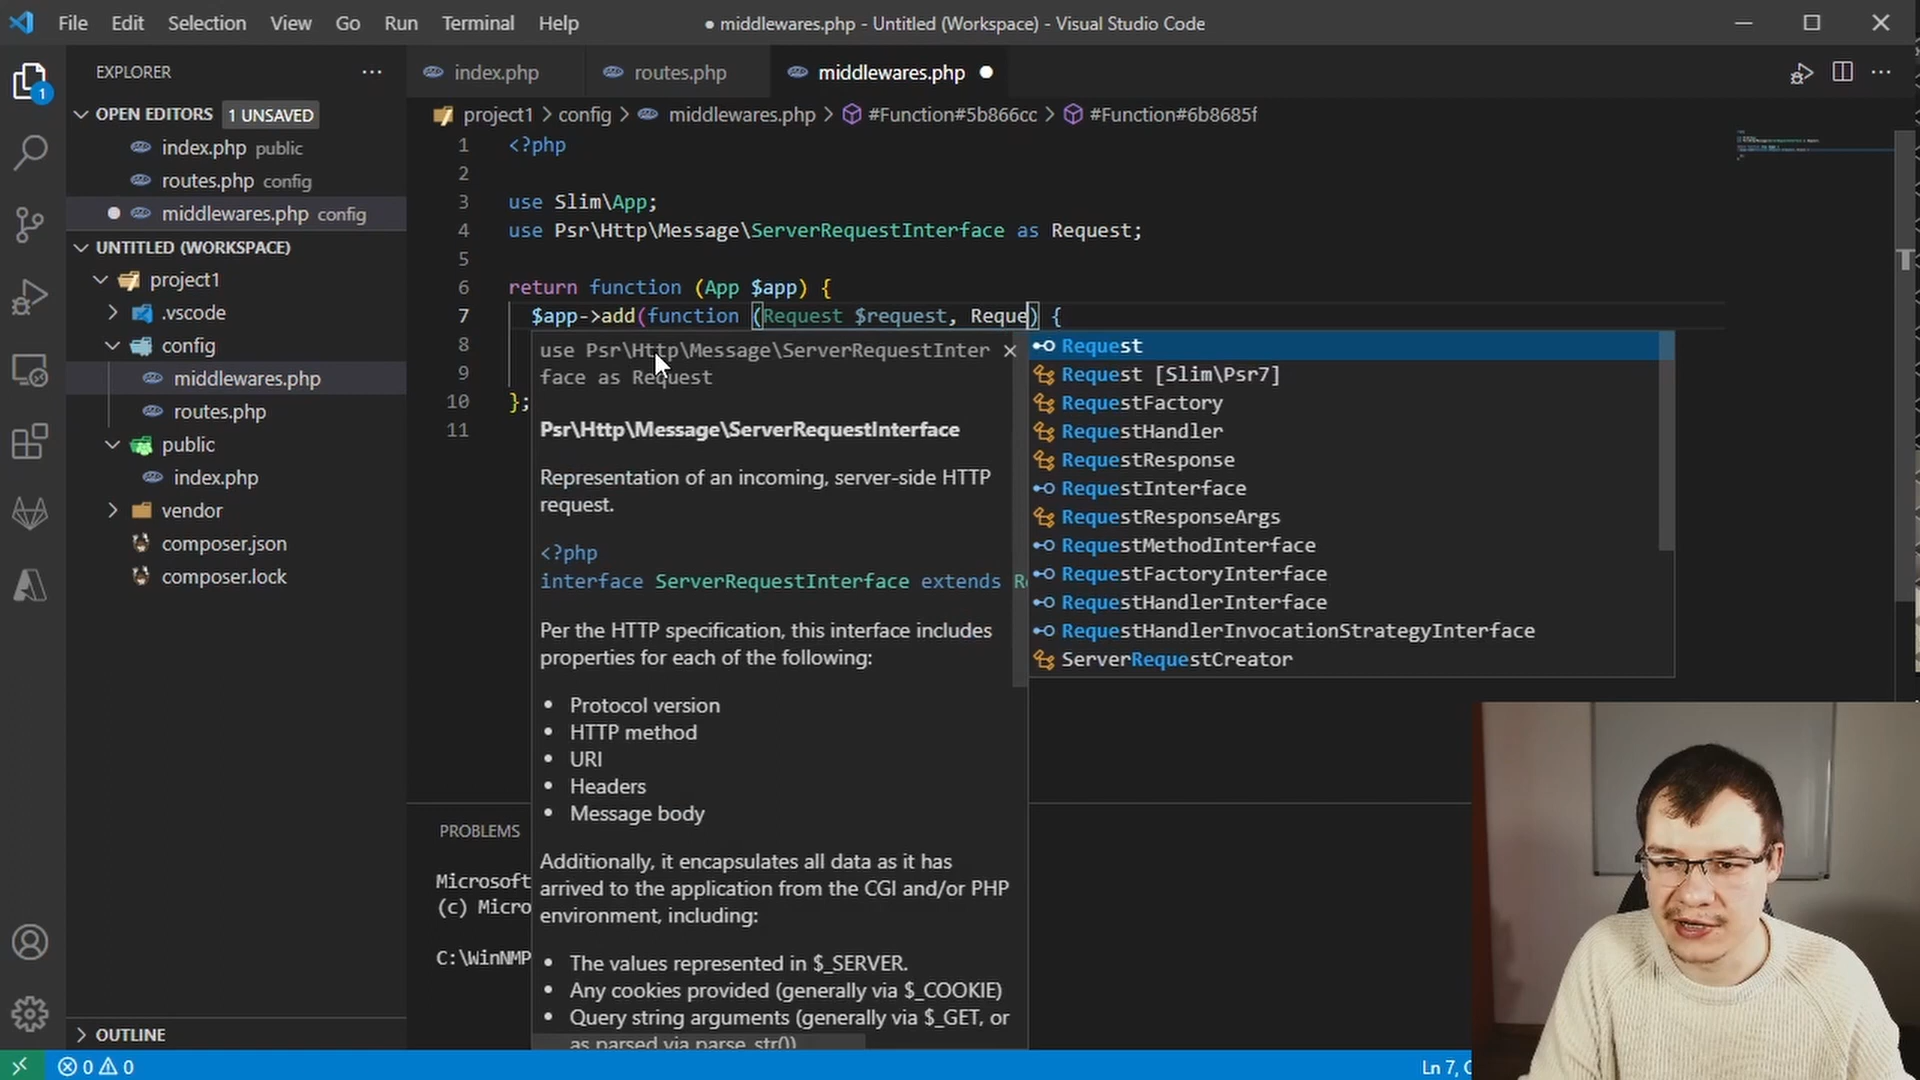 File Edit Selection View Go Run Terminal Help
● middlewares.php - Untitled (Workspace) - Visual Studio Code
EXPLORER
OPEN EDITORS 1 UNSAVED
index.php public
routes.php config
middlewares.php config
UNTITLED (WORKSPACE)
project1
.vscode
config
middlewares.php
routes.php
public
index.php
vendor
composer.json
composer.lock
OUTLINE
1
index.php routes.php middlewares.php
project1 > config > middlewares.php > #Function#5b866cc > #Function#6b8685f
1 <?php
2
3 use Slim\App;
4 use Psr\Http\Message\ServerRequestInterface as Request;
5
6 return function (App $app) {
7 $app->add(function (Request $request, Reque) {
8
9
10 };
11
use Psr\Http\Message\ServerRequestInter
face as Request
Psr\Http\Message\ServerRequestInterface
Representation of an incoming, server-side HTTP
request.
<?php
interface ServerRequestInterface extends
Per the HTTP specification, this interface includes
properties for each of the following:
• Protocol version
• HTTP method
• URI
• Headers
• Message body
Additionally, it encapsulates all data as it has
arrived to the application from the CGI and/or PHP
environment, including:
• The values represented in $_SERVER.
• Any cookies provided (generally via $_COOKIE)
• Query string arguments (generally via $_GET, or
as parsed via parse_str())
Request
Request [Slim\Psr7]
RequestFactory
RequestHandler
RequestResponse
RequestInterface
RequestResponseArgs
RequestMethodInterface
RequestFactoryInterface
RequestHandlerInterface
RequestHandlerInvocationStrategyInterface
ServerRequestCreator
PROBLEMS
Microsoft
(c) Micro
C:\WinNMP
0 0
Ln 7,